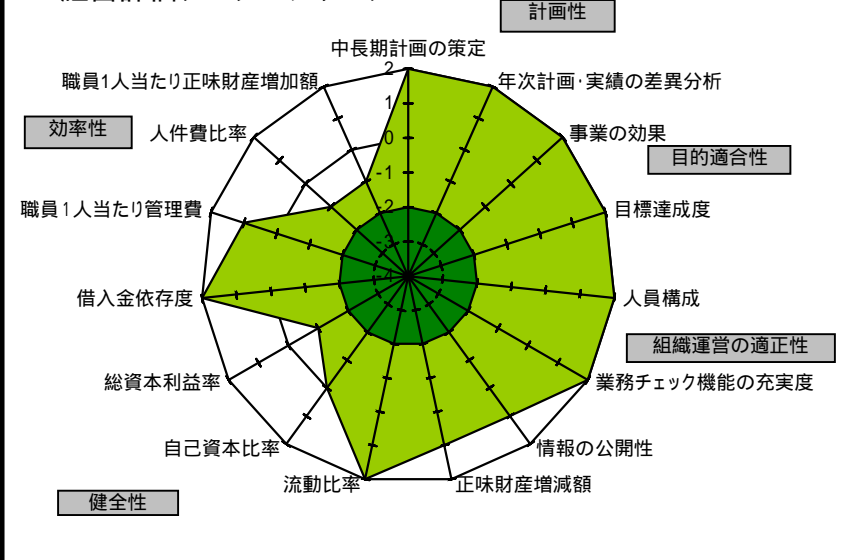 計画性
中長期計画の策定
職員1人当たり正味財産増加額
年次計画・実績の差異分析
効率性
人件費比率
事業の効果
目的適合性
職員1人当たり管理費
目標達成度
借入金依存度
人員構成
組織運営の適正性
総資本利益率
業務チェック機能の充実度
自己資本比率
情報の公開性
流動比率
正味財産増減額
健全性
2
1
0
-1
-2
-3
-4